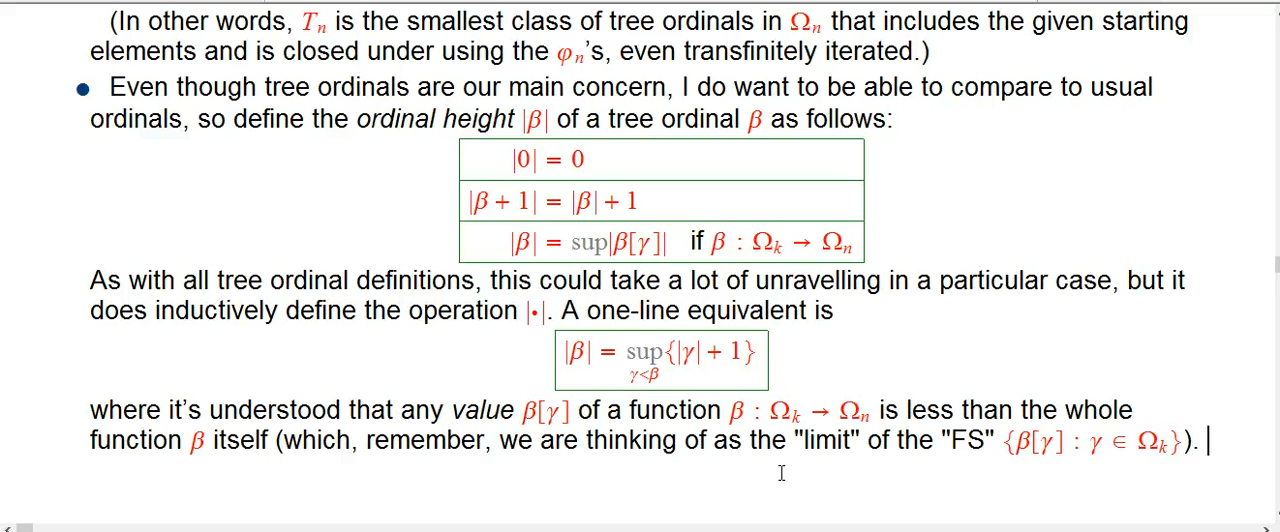 (In other words, Tₙ is the smallest class of tree ordinals in Ωₙ that includes the given starting
elements and is closed under using the φₙ's, even transfinitely iterated.)
● Even though tree ordinals are our main concern, I do want to be able to compare to usual
ordinals, so define the ordinal height |β| of a tree ordinal β as follows:
|0| = 0
|β + 1| = |β| + 1
|β| = sup|β[γ]| if β : Ωₖ → Ωₙ
As with all tree ordinal definitions, this could take a lot of unravelling in a particular case, but it
does inductively define the operation |•|. A one-line equivalent is
|β| = sup{|γ| + 1}
γ<β
where it’s understood that any value β[γ] of a function β : Ωₖ → Ωₙ is less than the whole
function β itself (which, remember, we are thinking of as the "limit" of the "FS" {β[γ] : γ ∈ Ωₖ}).